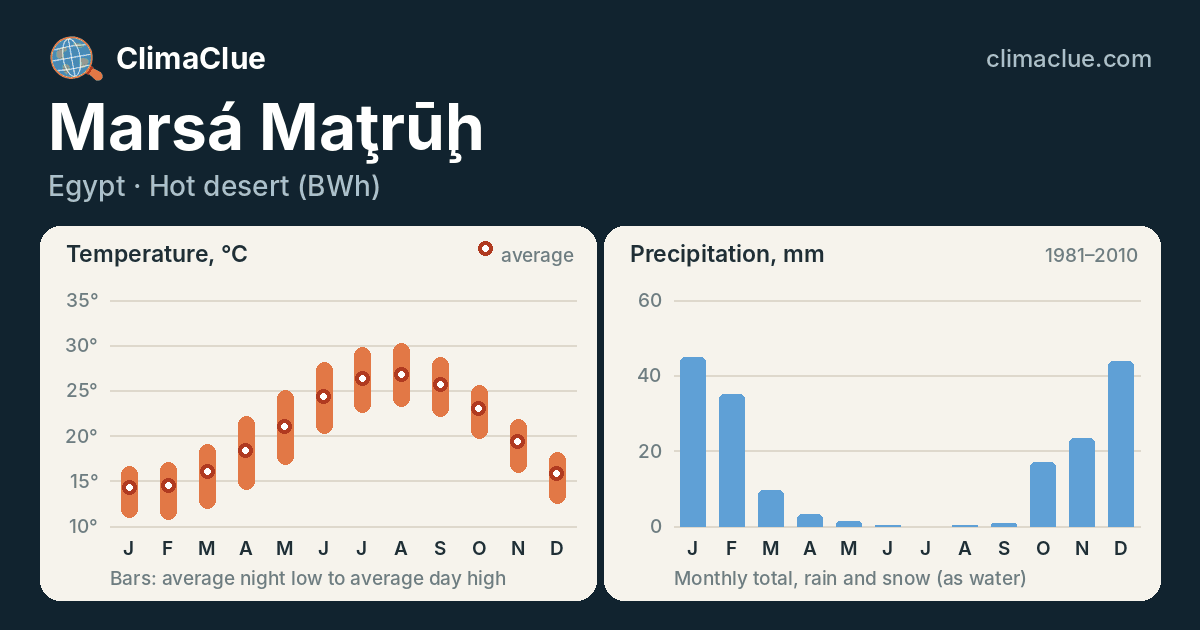 ClimaClue
climaclue.com
Marsá Maţrūḩ
Egypt · Hot desert (BWh)
Temperature, °C
average
35°
30°
25°
20°
15°
10°
J F M A M J J A S O N D
Bars: average night low to average day high
Precipitation, mm
1981–2010
60
40
20
0
J F M A M J J A S O N D
Monthly total, rain and snow (as water)